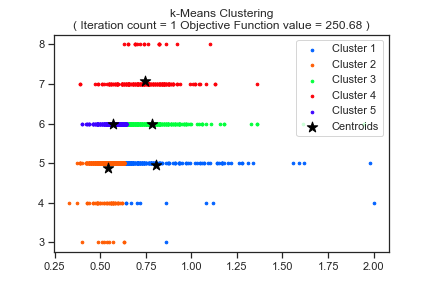 k-Means Clustering
( Iteration count = 1 Objective Function value = 250.68 )
8
7
6
5
4
3
Cluster 1
Cluster 2
Cluster 3
Cluster 4
Cluster 5
Centroids
0.25 0.50 0.75 1.00 1.25 1.50 1.75 2.00